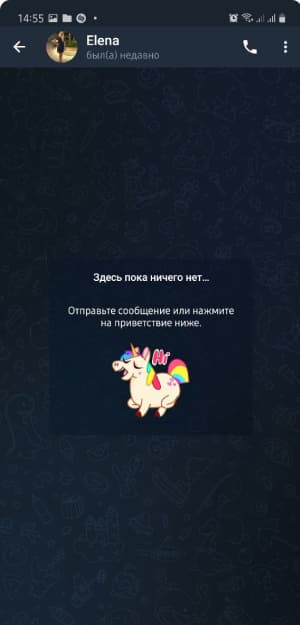 14:55
Elena
был(а) недавно
Здесь пока ничего нет...
Отправьте сообщение или нажмите
на приветствие ниже.
Hi